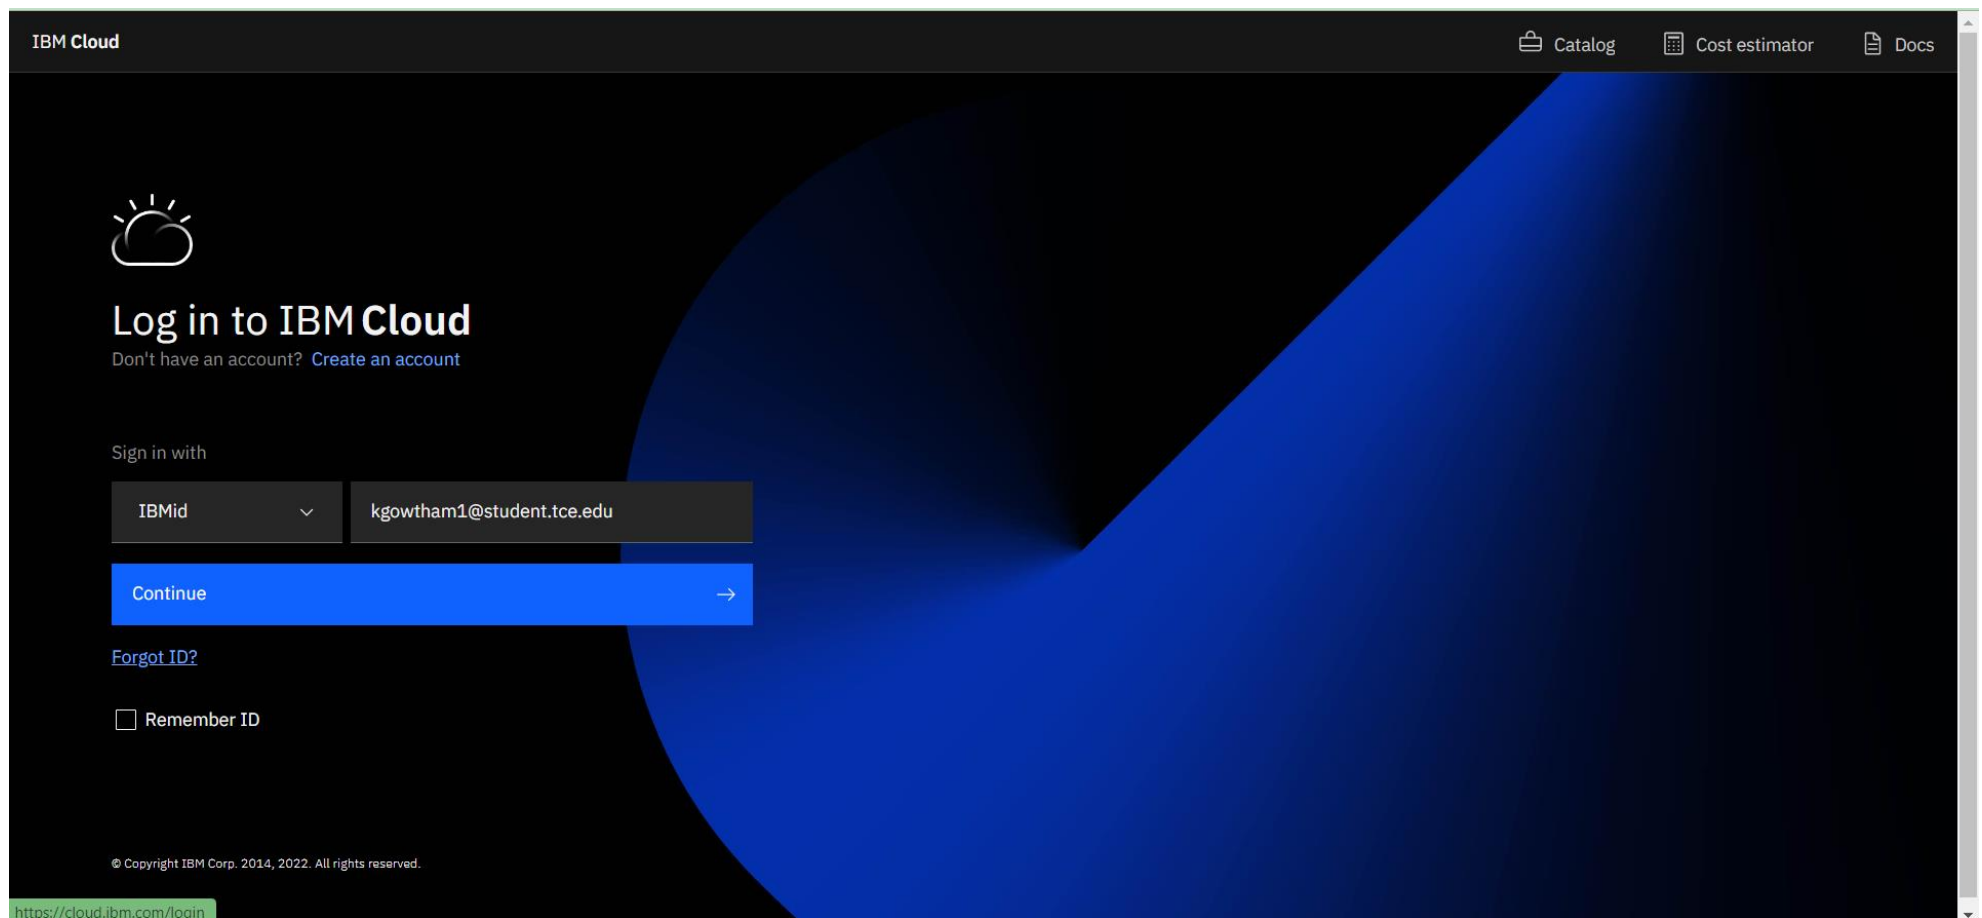 IBM Cloud
Catalog
Cost estimator
Docs
Log in to IBM Cloud
Don't have an account? Create an account
Sign in with
IBMid
kgowtham1@student.tce.edu
Continue
Forgot ID?
Remember ID
© Copyright IBM Corp. 2014, 2022. All rights reserved.
https://cloud.ibm.com/login